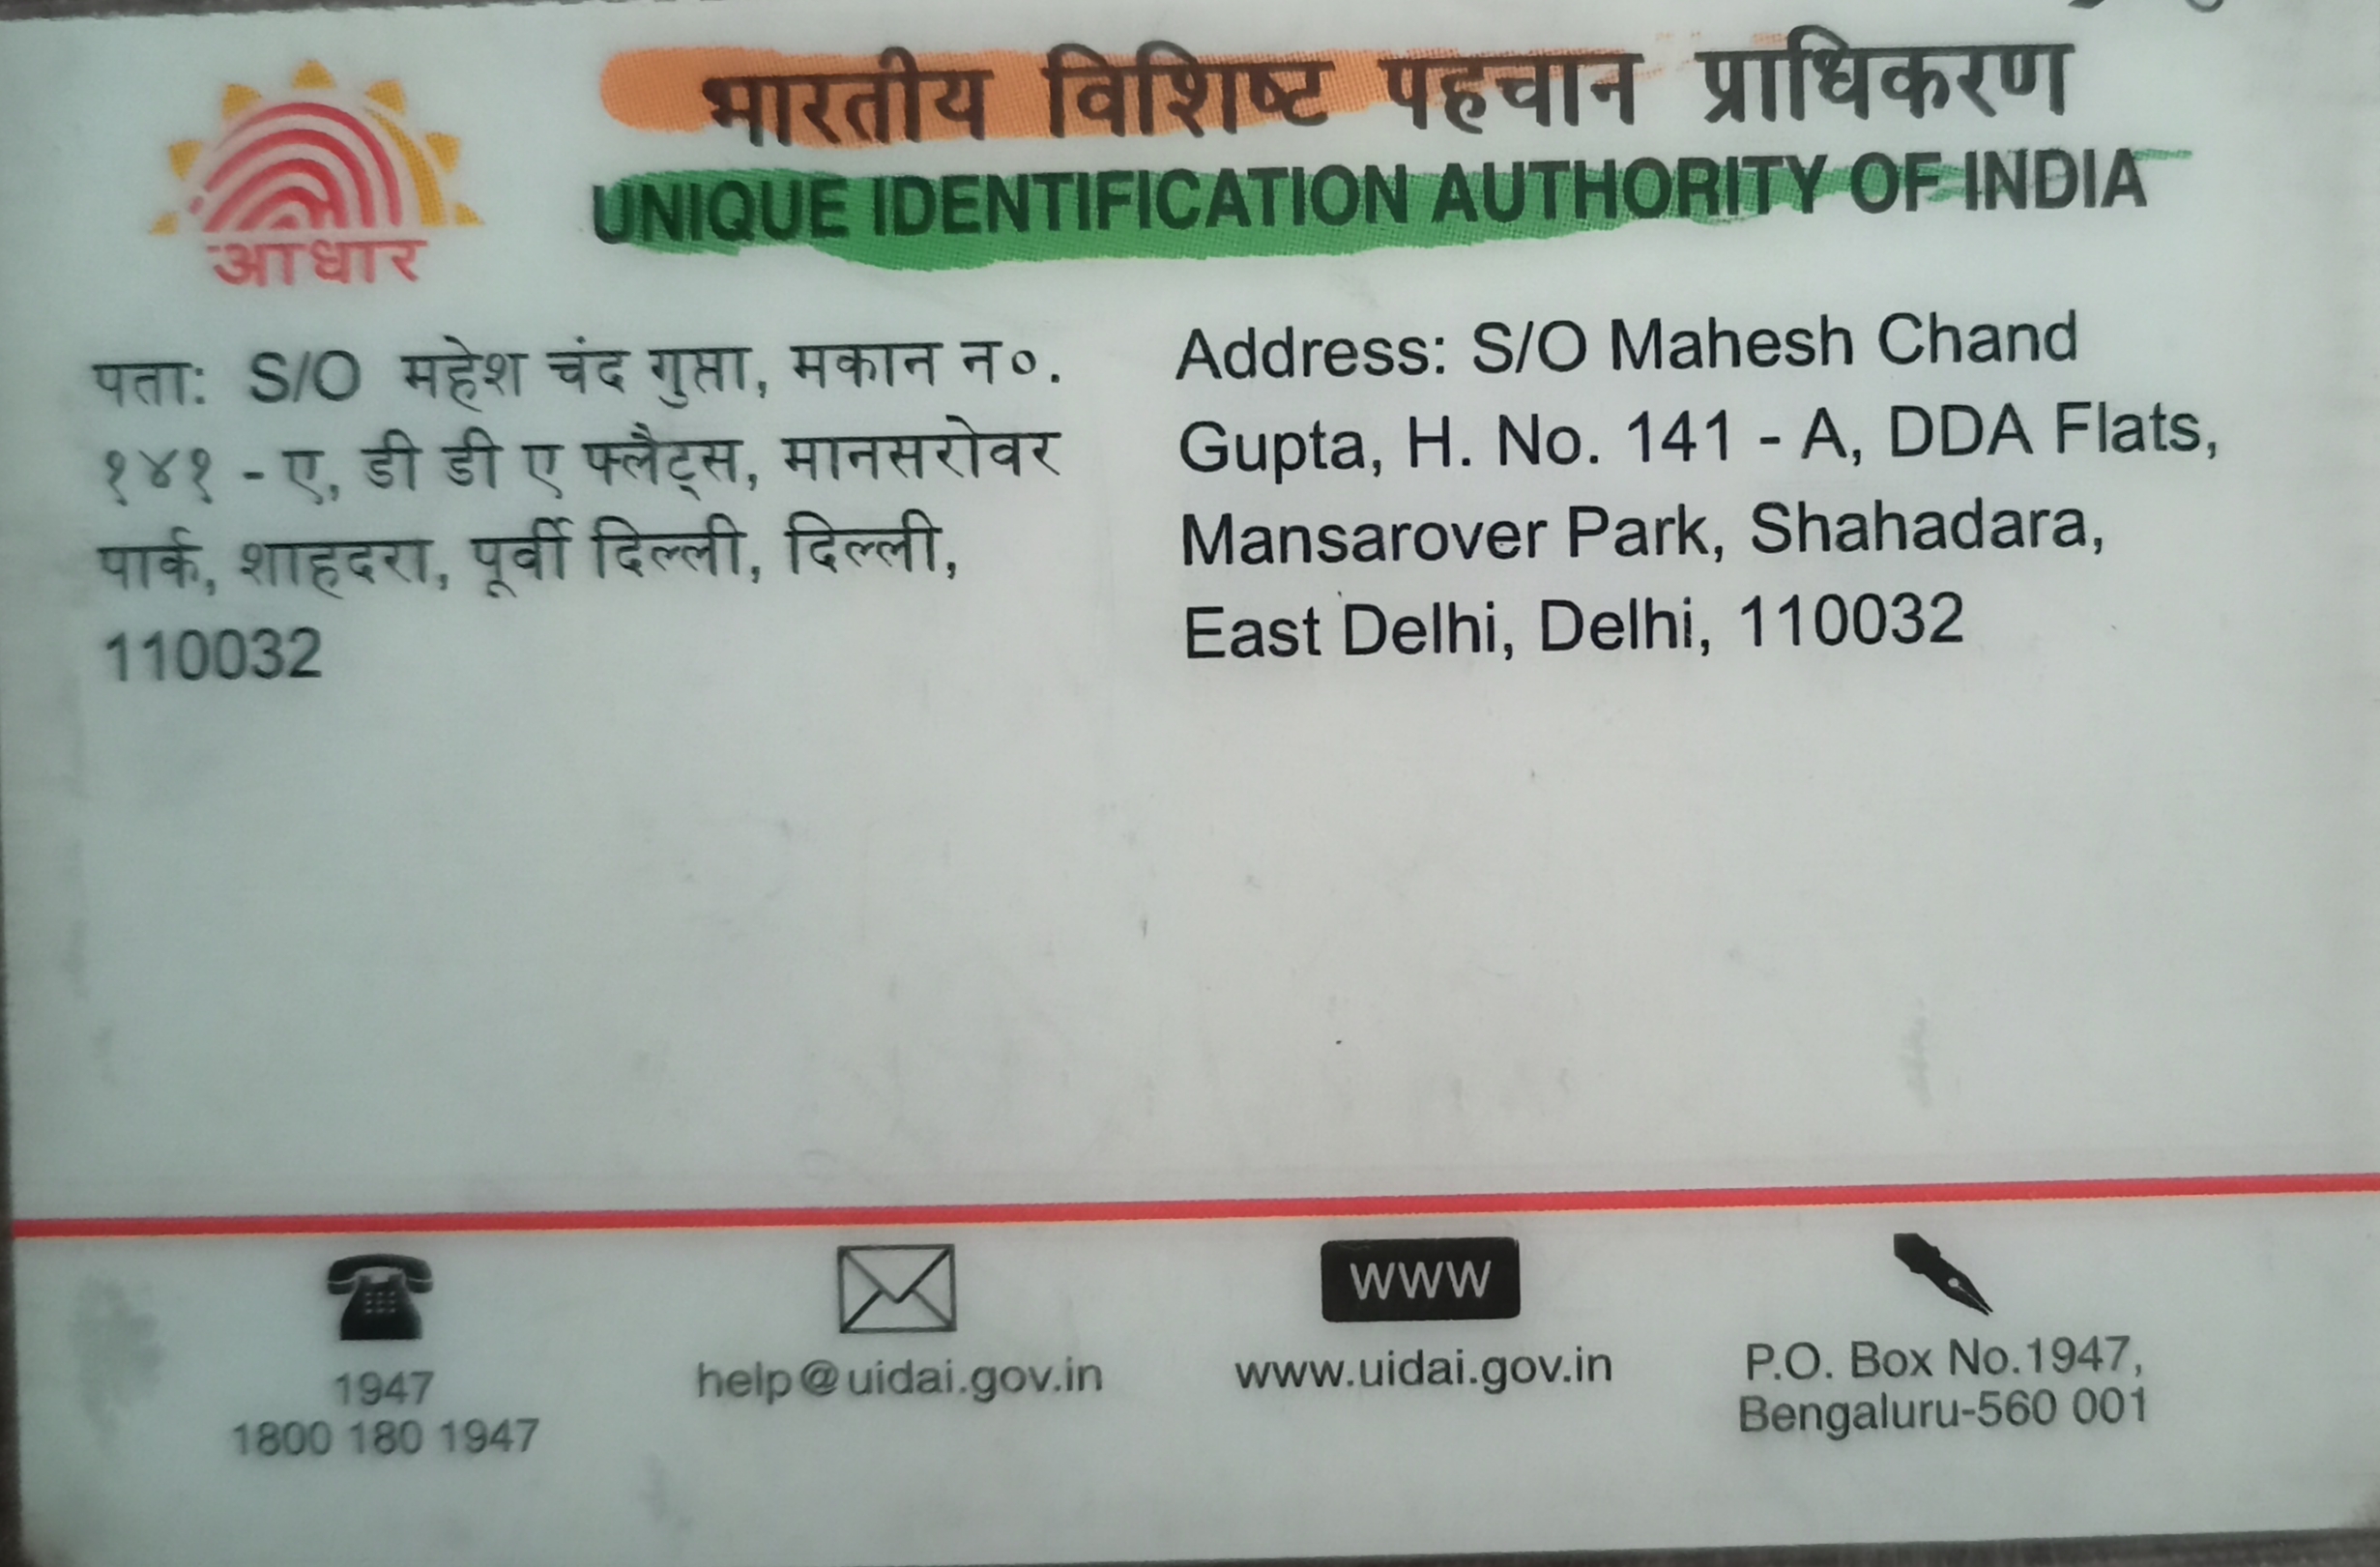 भारतीय विशिष्ट पहचान प्राधिकरण
UNIQUE IDENTIFICATION AUTHORITY OF INDIA
आधार
पता: S/O महेश चंद गुप्ता, मकान न०.
१४१ - ए, डी डी ए फ्लैट्स, मानसरोवर
पार्क, शाहदरा, पूर्वी दिल्ली, दिल्ली,
110032
Address: S/O Mahesh Chand
Gupta, H. No. 141 - A, DDA Flats,
Mansarover Park, Shahadara,
East Delhi, Delhi, 110032
1947
1800 180 1947
help@uidai.gov.in
www
www.uidai.gov.in
P.O. Box No.1947,
Bengaluru-560 001